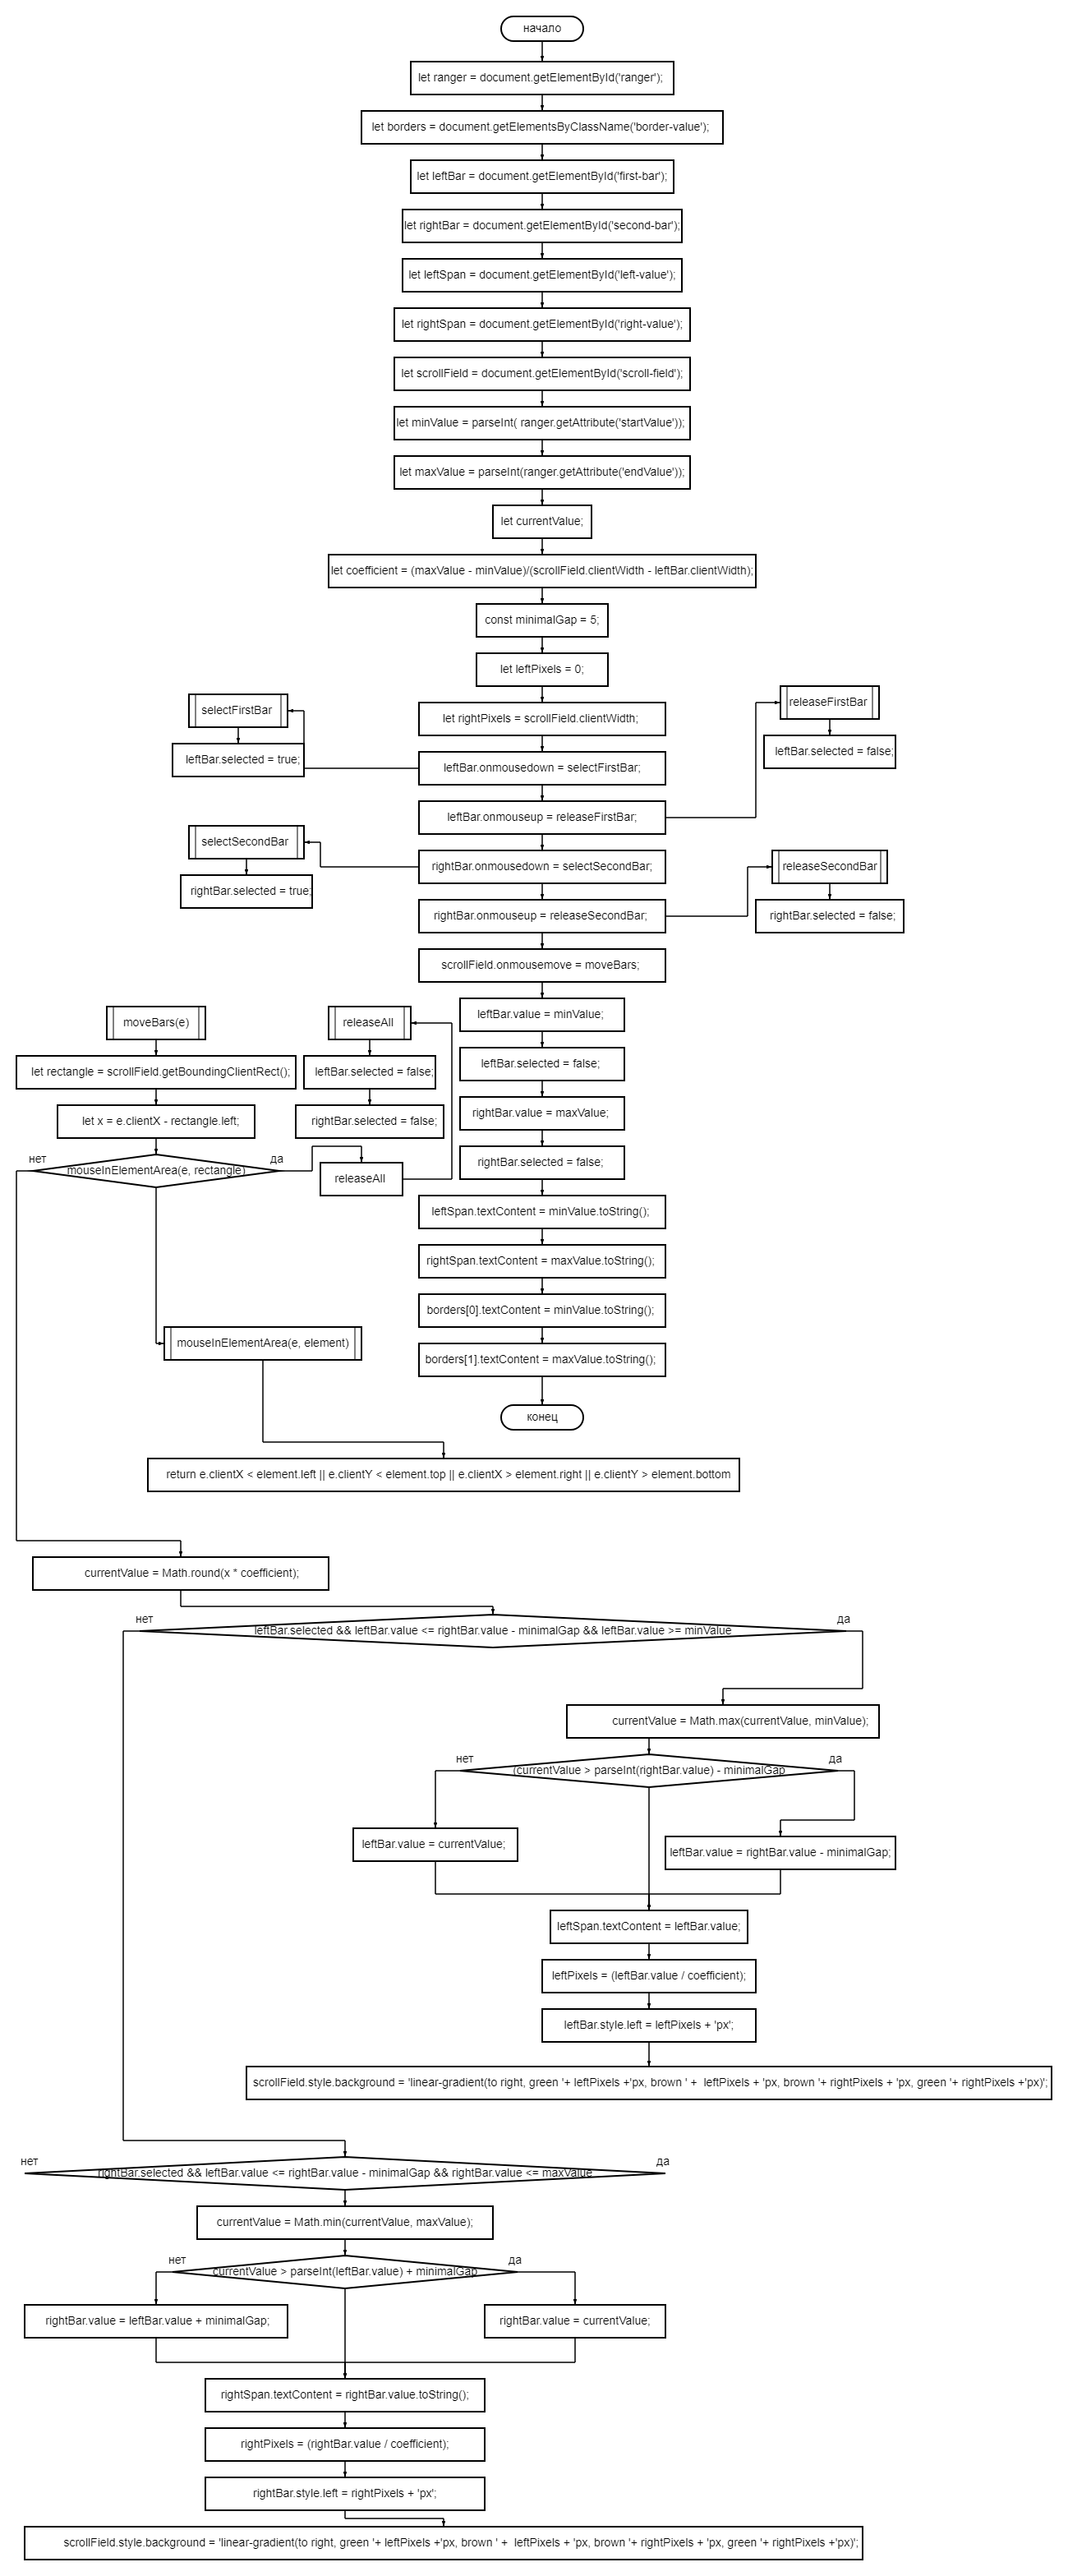 начало
let ranger = document.getElementById('ranger');
let borders = document.getElementsByClassName('border-value');
let leftBar = document.getElementById('first-bar');
let rightBar = document.getElementById('second-bar');
let leftSpan = document.getElementById('left-value');
let rightSpan = document.getElementById('right-value');
let scrollField = document.getElementById('scroll-field');
let minValue = parseInt( ranger.getAttribute('startValue'));
let maxValue = parseInt(ranger.getAttribute('endValue'));
let currentValue;
let coefficient = (maxValue - minValue)/(scrollField.clientWidth - leftBar.clientWidth);
const minimalGap = 5;
let leftPixels = 0;
selectFirstBar
let rightPixels = scrollField.clientWidth;
releaseFirstBar
leftBar.selected = true;
leftBar.onmousedown = selectFirstBar;
leftBar.selected = false;
leftBar.onmouseup = releaseFirstBar;
selectSecondBar
rightBar.onmousedown = selectSecondBar;
releaseSecondBar
rightBar.selected = true;
rightBar.onmouseup = releaseSecondBar;
rightBar.selected = false;
scrollField.onmousemove = moveBars;
moveBars(e)
releaseAll
leftBar.value = minValue;
let rectangle = scrollField.getBoundingClientRect();
leftBar.selected = false;
leftBar.selected = false;
let x = e.clientX - rectangle.left;
rightBar.selected = false;
rightBar.value = maxValue;
нет
mouseInElementArea(e, rectangle)
да
releaseAll
rightBar.selected = false;
leftSpan.textContent = minValue.toString();
rightSpan.textContent = maxValue.toString();
borders[0].textContent = minValue.toString();
mouseInElementArea(e, element)
borders[1].textContent = maxValue.toString();
конец
return e.clientX < element.left || e.clientY < element.top || e.clientX > element.right || e.clientY > element.bottom
currentValue = Math.round(x * coefficient);
нет
leftBar.selected && leftBar.value <= rightBar.value - minimalGap && leftBar.value >= minValue
да
currentValue = Math.max(currentValue, minValue);
нет
(currentValue > parseInt(rightBar.value) - minimalGap
да
leftBar.value = currentValue;
leftBar.value = rightBar.value - minimalGap;
leftSpan.textContent = leftBar.value;
leftPixels = (leftBar.value / coefficient);
leftBar.style.left = leftPixels + 'px';
scrollField.style.background = 'linear-gradient(to right, green '+ leftPixels +'px, brown ' +  leftPixels + 'px, brown '+ rightPixels + 'px, green '+ rightPixels +'px)';
нет
rightBar.selected && leftBar.value <= rightBar.value - minimalGap && rightBar.value <= maxValue
да
currentValue = Math.min(currentValue, maxValue);
нет
currentValue > parseInt(leftBar.value) + minimalGap
да
rightBar.value = leftBar.value + minimalGap;
rightBar.value = currentValue;
rightSpan.textContent = rightBar.value.toString();
rightPixels = (rightBar.value / coefficient);
rightBar.style.left = rightPixels + 'px';
scrollField.style.background = 'linear-gradient(to right, green '+ leftPixels +'px, brown ' +  leftPixels + 'px, brown '+ rightPixels + 'px, green '+ rightPixels +'px)';